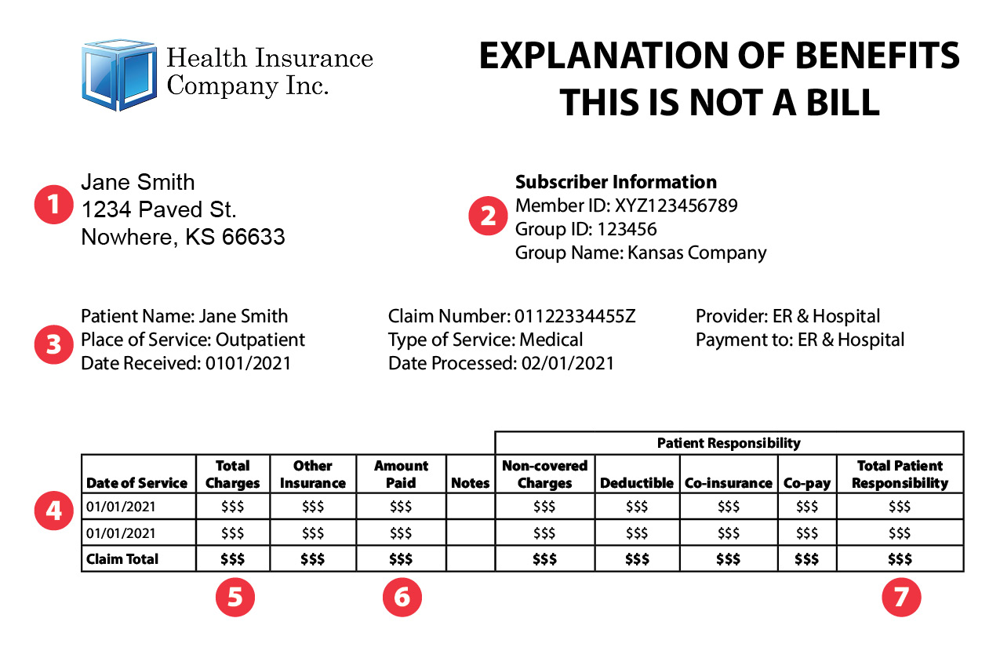 Health Insurance
Company Inc.
EXPLANATION OF BENEFITS
THIS IS NOT A BILL
1
Jane Smith
1234 Paved St.
Nowhere, KS 66633
2
Subscriber Information
Member ID: XYZ123456789
Group ID: 123456
Group Name: Kansas Company
3
Patient Name: Jane Smith
Place of Service: Outpatient
Date Received: 0101/2021
Claim Number: 01122334455Z
Type of Service: Medical
Date Processed: 02/01/2021
Provider: ER & Hospital
Payment to: ER & Hospital
Patient Responsibility
Date of Service Total Charges Other Insurance Amount Paid Notes Non-covered Charges Deductible Co-insurance Co-pay Total Patient Responsibility
4
01/01/2021 $$$ $$$ $$$ $$$ $$$ $$$ $$$ $$$
01/01/2021 $$$ $$$ $$$ $$$ $$$ $$$ $$$ $$$
Claim Total $$$ $$$ $$$ $$$ $$$ $$$ $$$ $$$
5 6 7